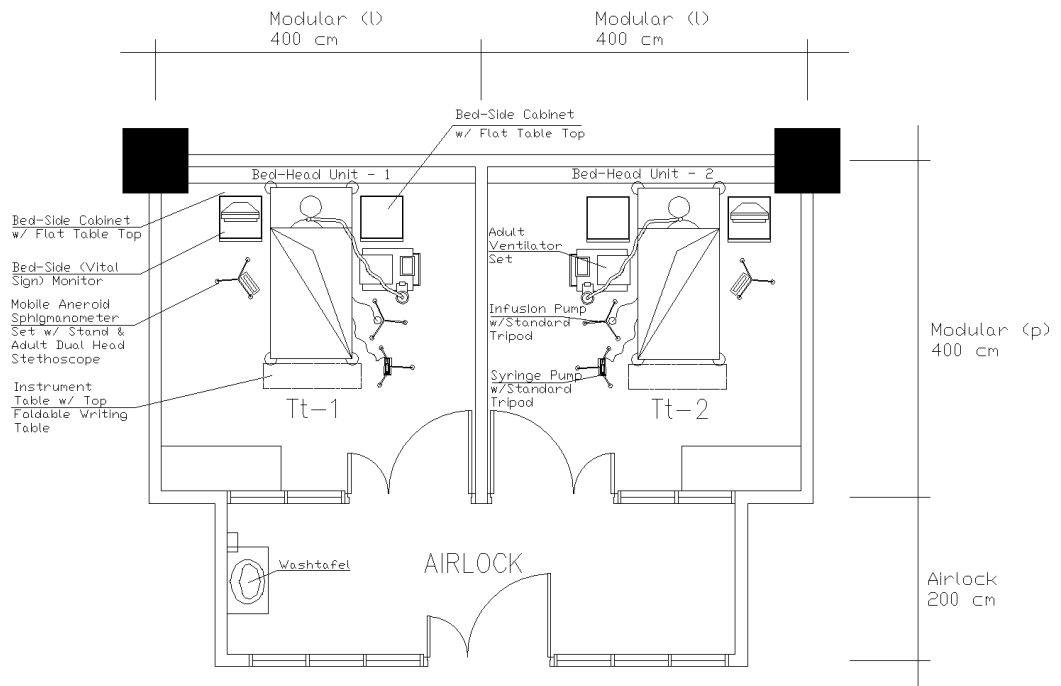 Modular (l)
400 cm
Modular (l)
400 cm
Bed-Side Cabinet
w/ Flat Table Top
Bed-Head Unit - 1
Bed-Head Unit - 2
Bed-Side Cabinet
w/ Flat Table Top
Bed-Side (Vital
Sign) Monitor
Mobile Aneroid
Sphigmanometer
Set w/ Stand &
Adult Dual Head
Stethoscope
Instrument
Table w/ Top
Foldable Writing
Table
Adult
Ventilator
Set
Infusion Pump
w/Standard
Tripod
Syringe Pump
w/Standard
Tripod
Tt-1
Tt-2
Modular (p)
400 cm
Washtafel
AIRLOCK
Airlock
200 cm